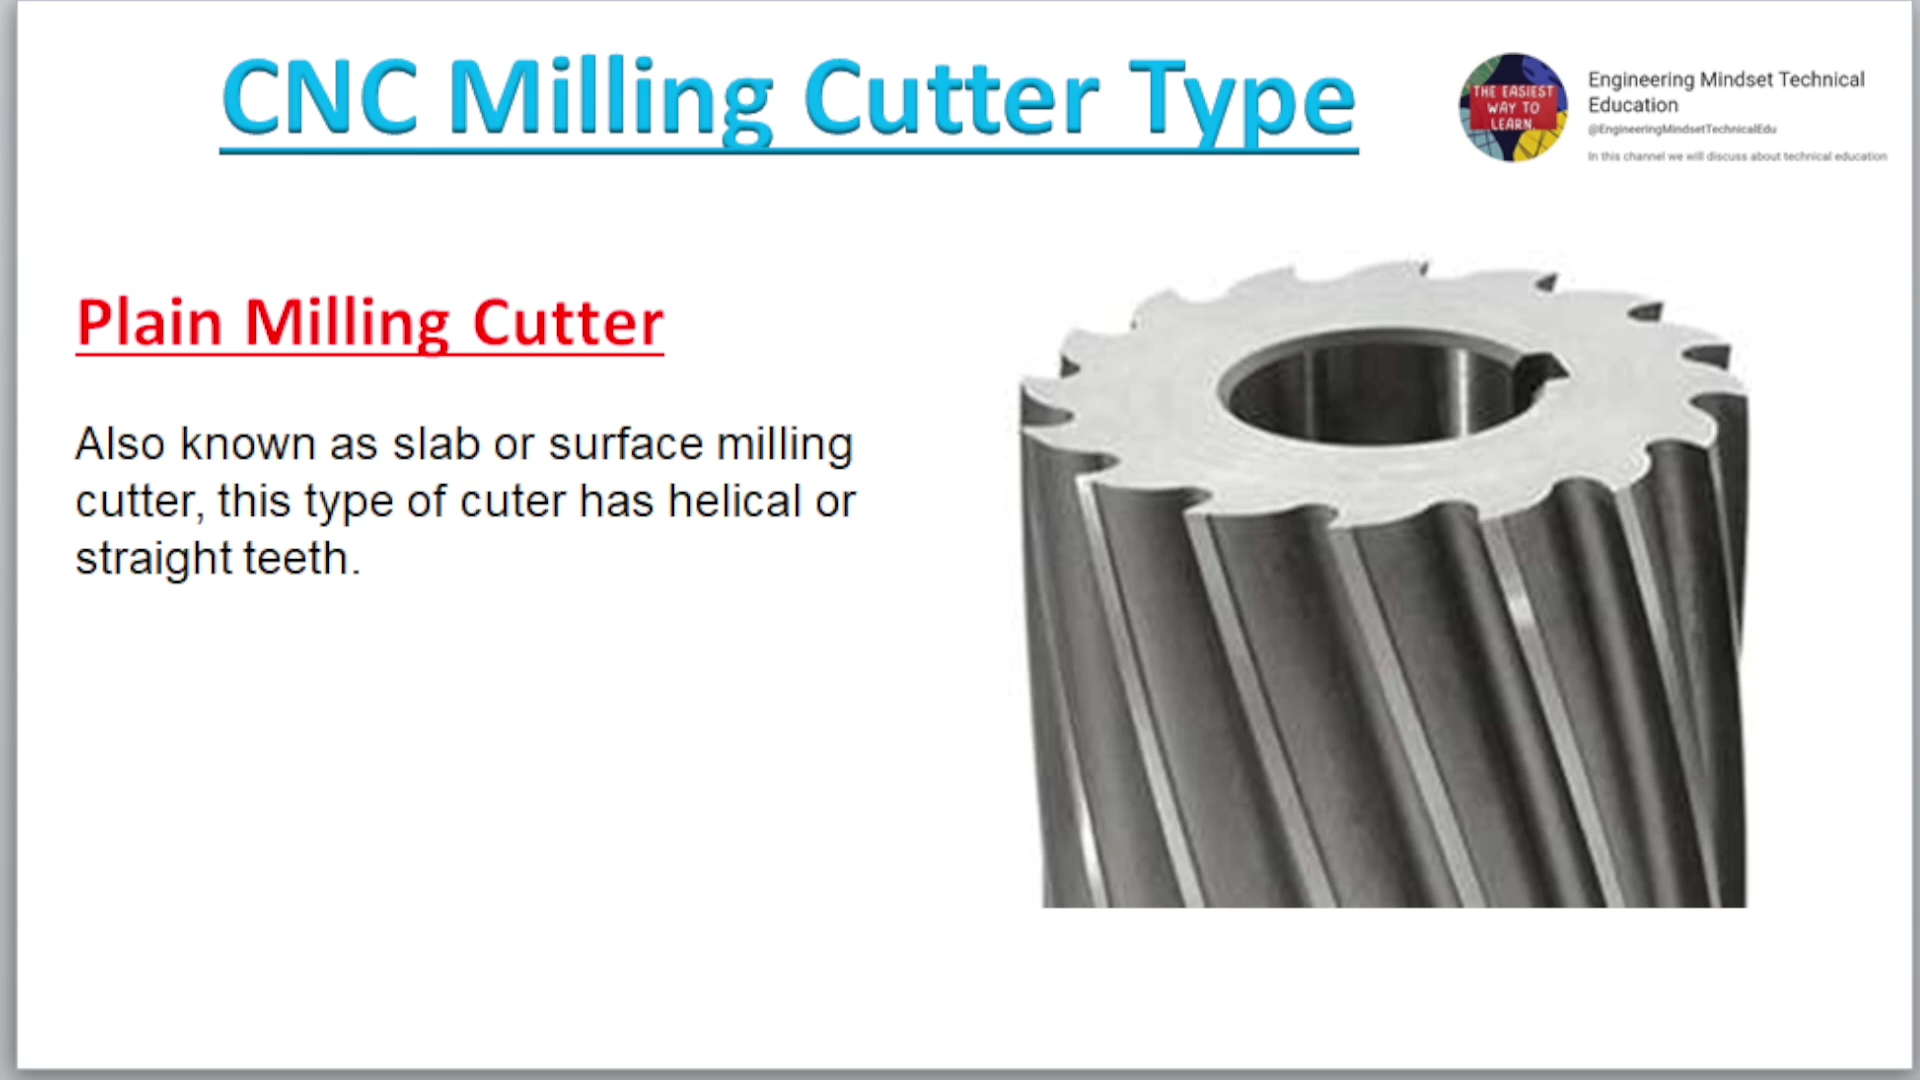 CNC Milling Cutter Type
THE EASIEST
WAY TO
LEARN.
Engineering Mindset Technical
Education
@EngineeringMindsetTechnicalEdu
In this channel we will discuss about technical education
Plain Milling Cutter
Also known as slab or surface milling
cutter, this type of cuter has helical or
straight teeth.